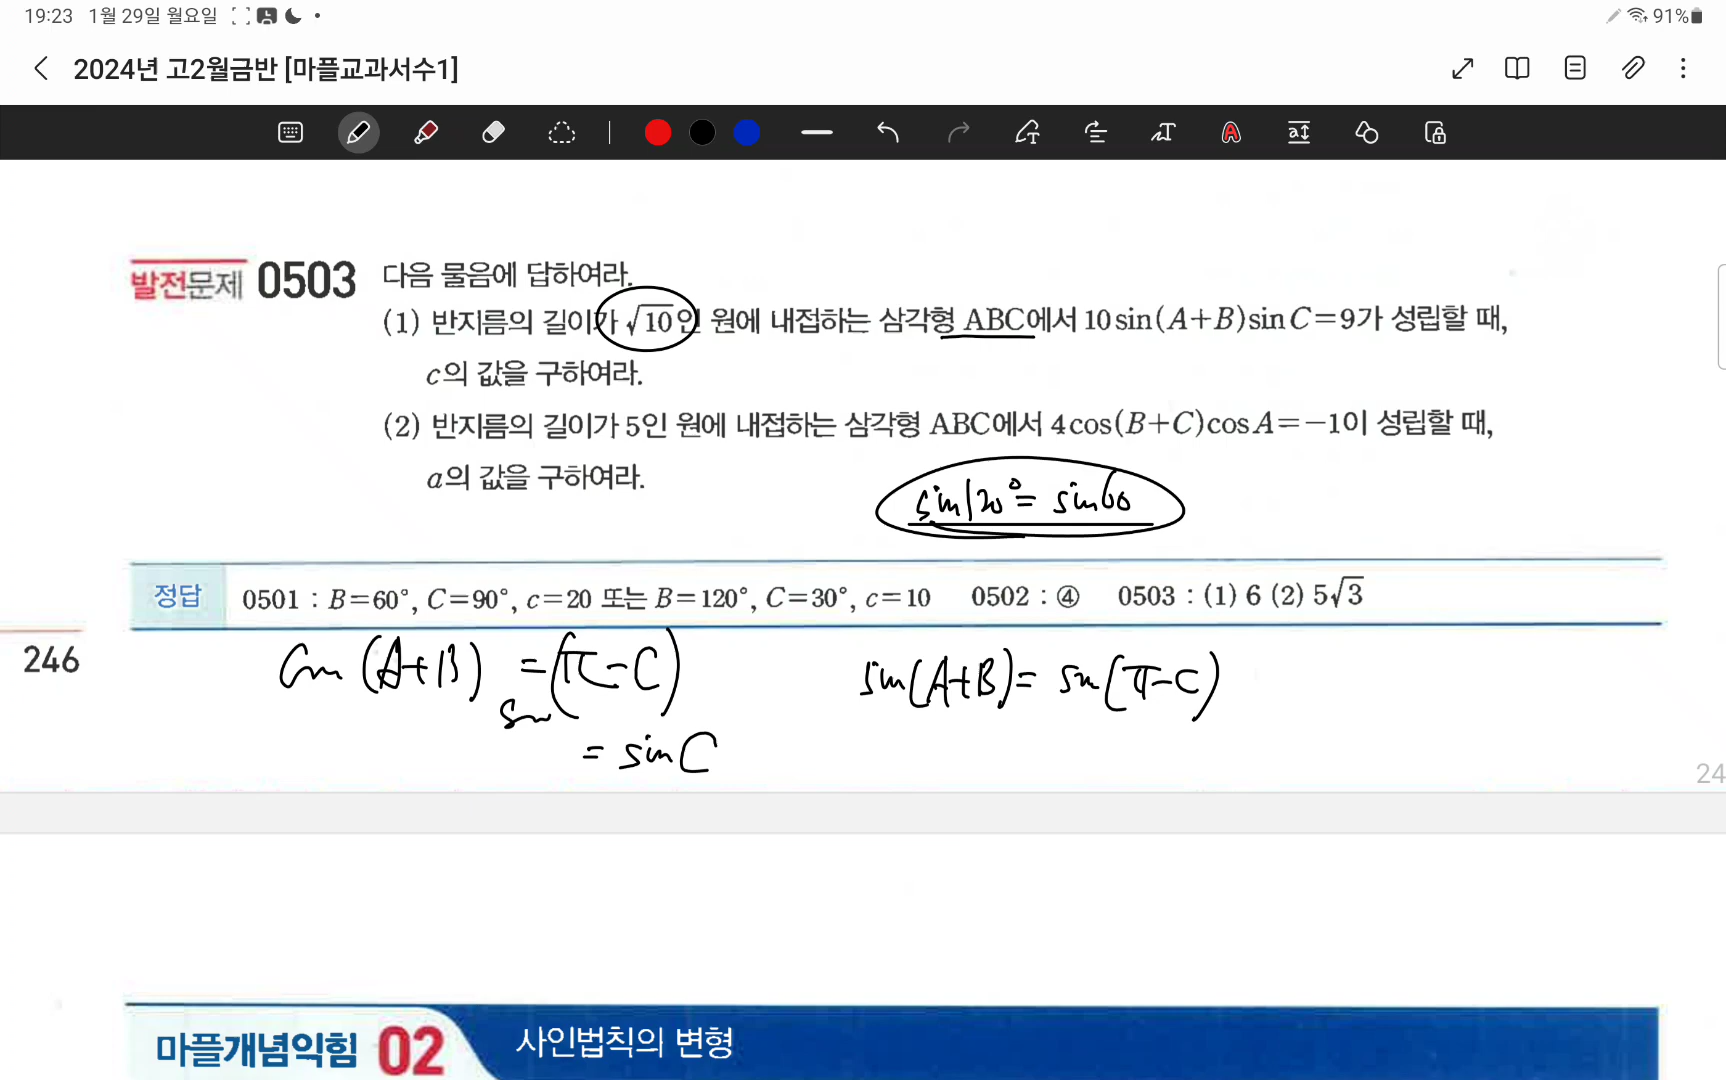 19:23 1월 29일 월요일
91%
2024년 고2월금반 [마플교과서수1]
발전문제 0503 다음 물음에 답하여라.
(1) 반지름의 길이가 √10인 원에 내접하는 삼각형 ABC에서 10 sin(A+B)sin C=9가 성립할 때,
c의 값을 구하여라.
(2) 반지름의 길이가 5인 원에 내접하는 삼각형 ABC에서 4 cos(B+C)cos A=-1이 성립할 때,
a의 값을 구하여라.
sin120°= sin60
정답 0501 : B=60°, C=90°, c=20 또는 B=120°, C=30°, c=10 0502 : ④ 0503 : (1) 6 (2) 5√3
246
(A+B) = sin(π-C)
= sin C
sin(A+B)= sin(π-C)
24
마플개념익힘 02 사인법칙의 변형